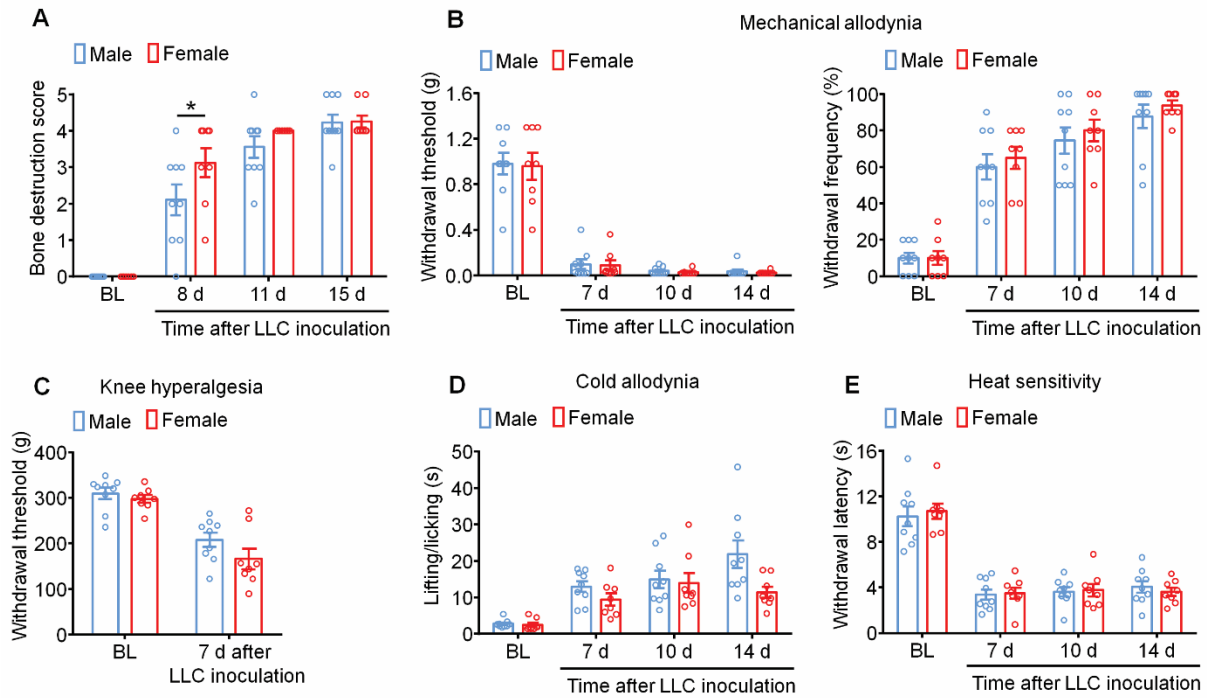 A
Male Female
Bone destruction score
5
4
3
2
1
0
*
BL 8 d 11 d 15 d
Time after LLC inoculation
B
Mechanical allodynia
Male Female
Withdrawal threshold (g)
1.6
1.2
0.8
0.4
0.0
BL 7 d 10 d 14 d
Time after LLC inoculation
Male Female
Withdrawal frequency (%)
100
80
60
40
20
0
BL 7 d 10 d 14 d
Time after LLC inoculation
C
Knee hyperalgesia
Male Female
Withdrawal threshold (g)
400
300
200
100
0
BL 7 d after
LLC inoculation
D
Cold allodynia
Male Female
Lifting/licking (s)
50
40
30
20
10
0
BL 7 d 10 d 14 d
Time after LLC inoculation
E
Heat sensitivity
Male Female
Withdrawal latency (s)
16
12
8
4
0
BL 7 d 10 d 14 d
Time after LLC inoculation